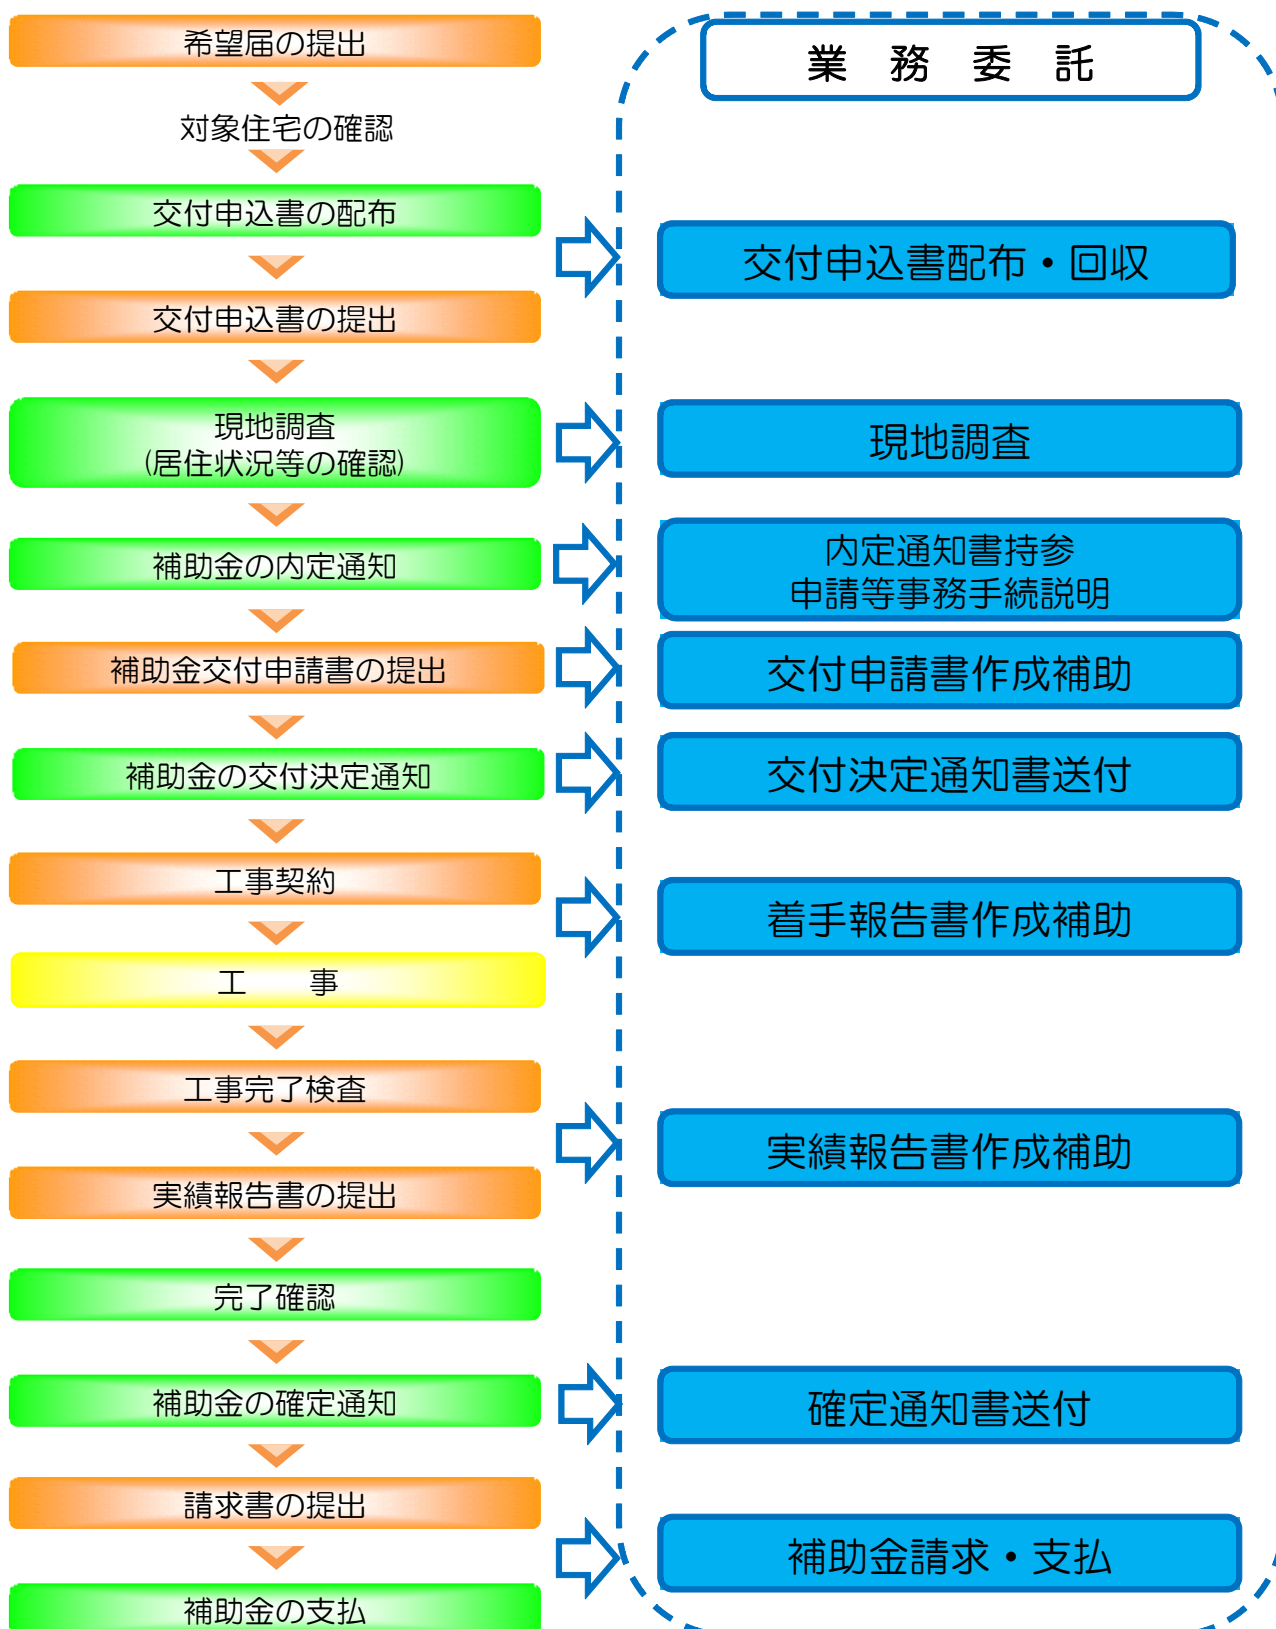 希望届の提出
対象住宅の確認
交付申込書の配布
交付申込書の提出
現地調査
(居住状況等の確認)
補助金の内定通知
補助金交付申請書の提出
補助金の交付決定通知
工事契約
工　　事
工事完了検査
実績報告書の提出
完了確認
補助金の確定通知
請求書の提出
補助金の支払
業　務　委　託
交付申込書配布・回収
現地調査
内定通知書持参
申請等事務手続説明
交付申請書作成補助
交付決定通知書送付
着手報告書作成補助
実績報告書作成補助
確定通知書送付
補助金請求・支払